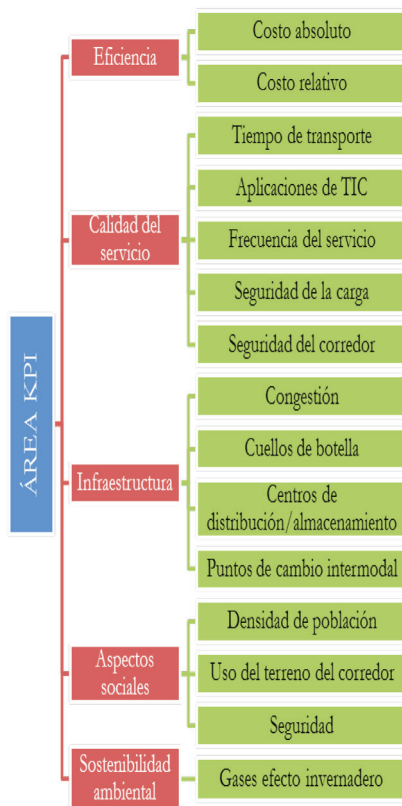 ÁREA KPI
Eficiencia
Costo absoluto
Costo relativo
Calidad del
servicio
Tiempo de transporte
Aplicaciones de TIC
Frecuencia del servicio
Seguridad de la carga
Seguridad del corredor
Infraestructura
Congestión
Cuellos de botella
Centros de
distribución/almacenamiento
Puntos de cambio intermodal
Aspectos
sociales
Densidad de población
Uso del terreno del corredor
Seguridad
Sostenibilidad
ambiental
Gases efecto invernadero